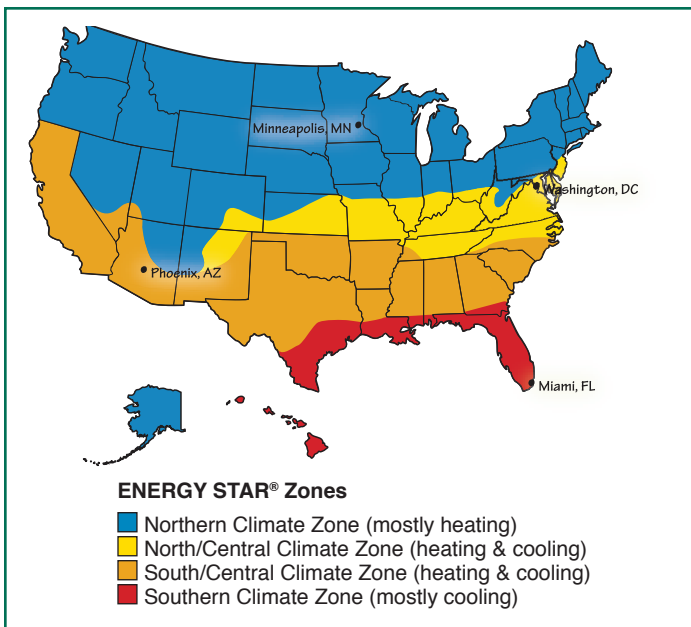 Minneapolis, MN
Washington, DC
Phoenix, AZ
Miami, FL
ENERGY STAR® Zones
Northern Climate Zone (mostly heating)
North/Central Climate Zone (heating & cooling)
South/Central Climate Zone (heating & cooling)
Southern Climate Zone (mostly cooling)